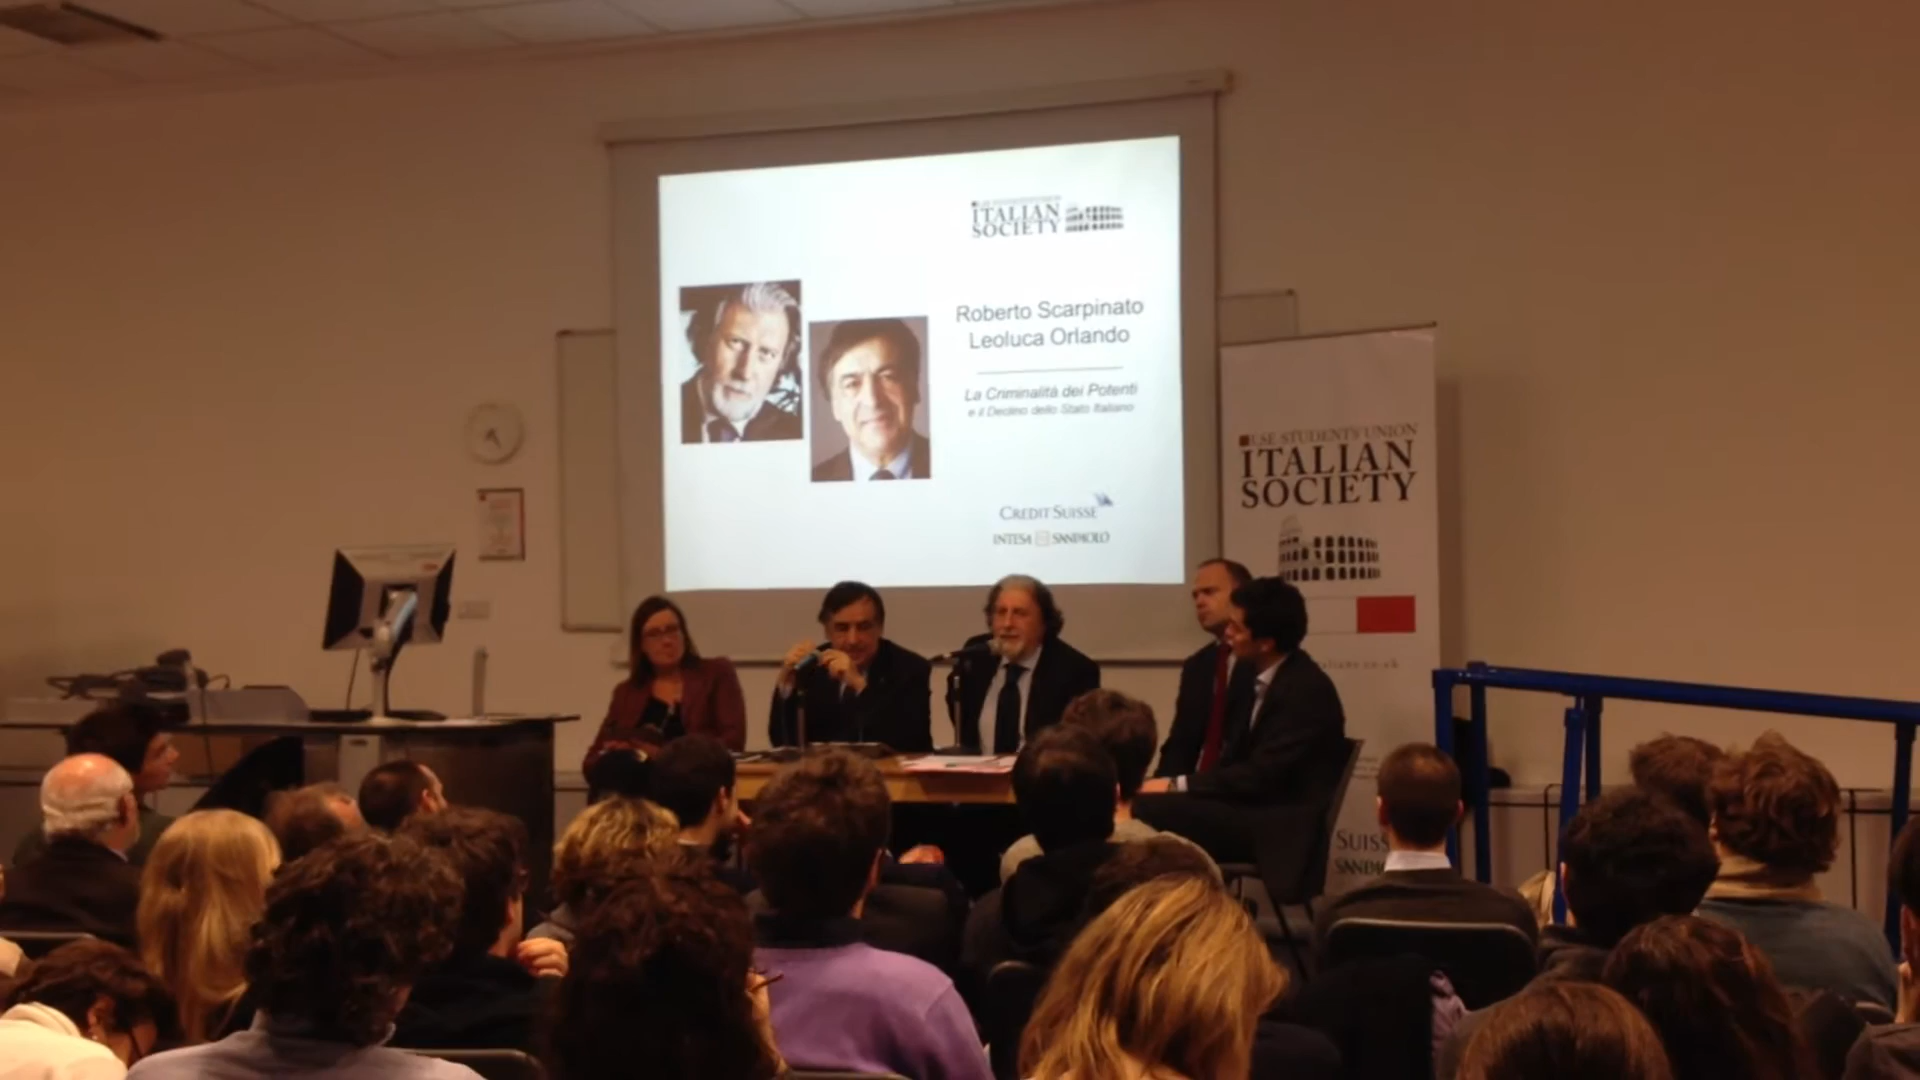 ITALIAN
SOCIETY
Roberto Scarpinato
Leoluca Orlando
La Criminalità dei Potenti
e il Declino dello Stato Italiano
CREDIT SUISSE
INTESA SANPAOLO
LSE STUDENTS' UNION
ITALIAN
SOCIETY
SUISS